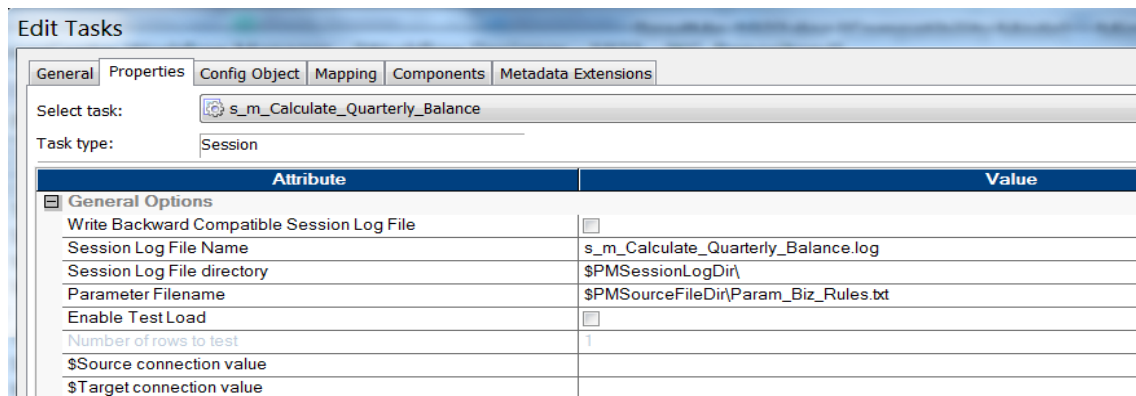 Edit Tasks
General Properties Config Object Mapping Components Metadata Extensions
Select task: s_m_Calculate_Quarterly_Balance
Task type: Session
Attribute Value
General Options
Write Backward Compatible Session Log File
Session Log File Name s_m_Calculate_Quarterly_Balance.log
Session Log File directory $PMSessionLogDir\
Parameter Filename $PMSourceFileDir\Param_Biz_Rules.txt
Enable Test Load
Number of rows to test 1
$Source connection value
$Target connection value